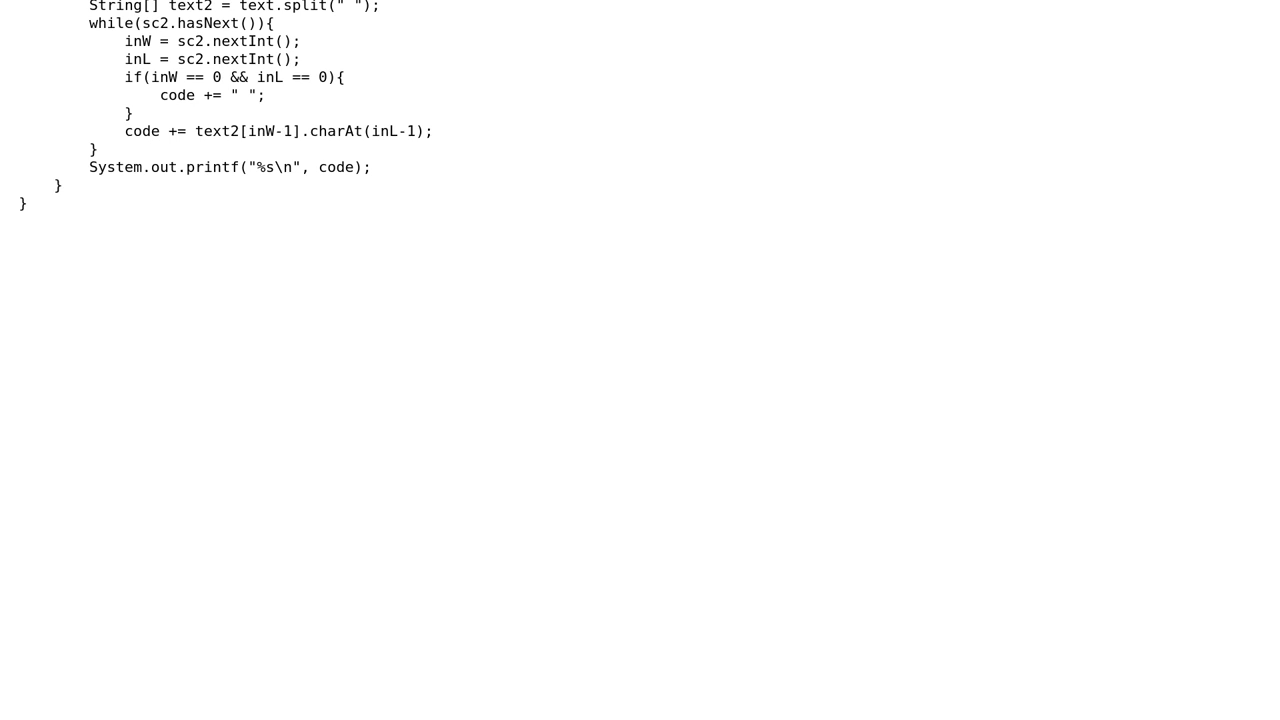 String[] text2 = text.split(" ");
        while(sc2.hasNext()){
            inW = sc2.nextInt();
            inL = sc2.nextInt();
            if(inW == 0 && inL == 0){
                code += " ";
            }
            code += text2[inW-1].charAt(inL-1);
        }
        System.out.printf("%s\n", code);
    }
}